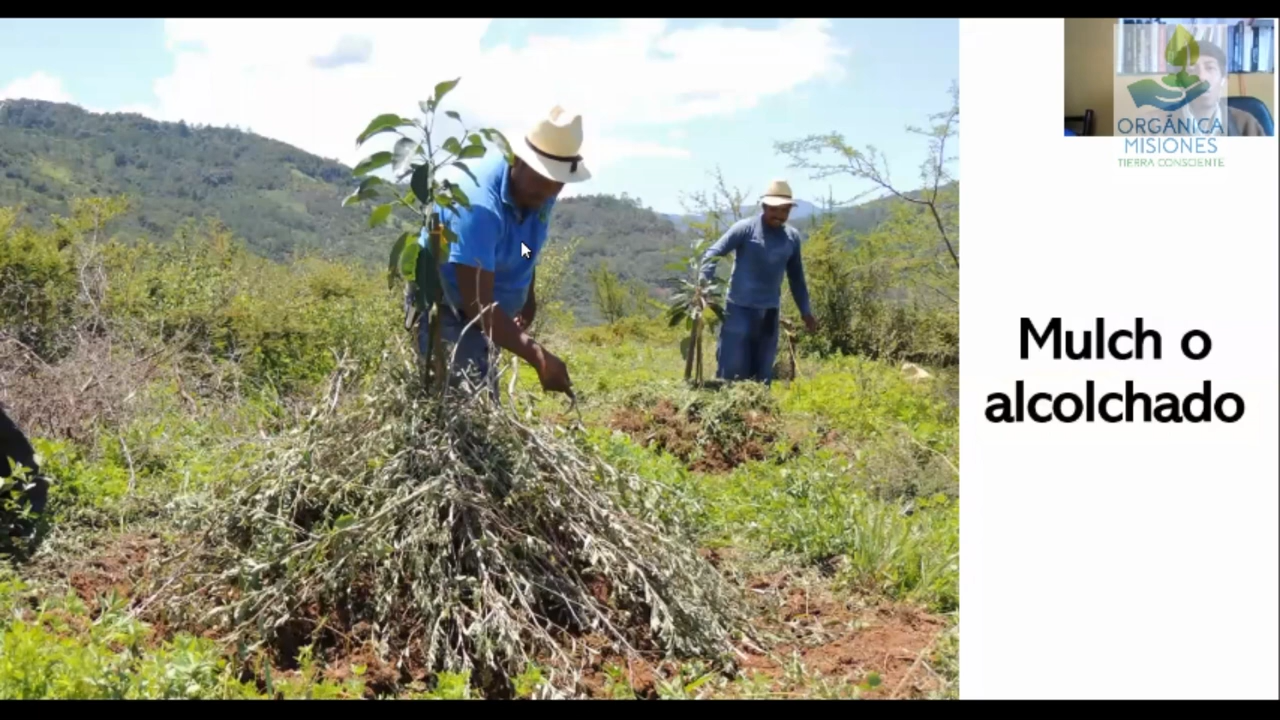 ORGÁNICA
MISIONES
TIERRA CONSCIENTE
Mulch o
alcolchado